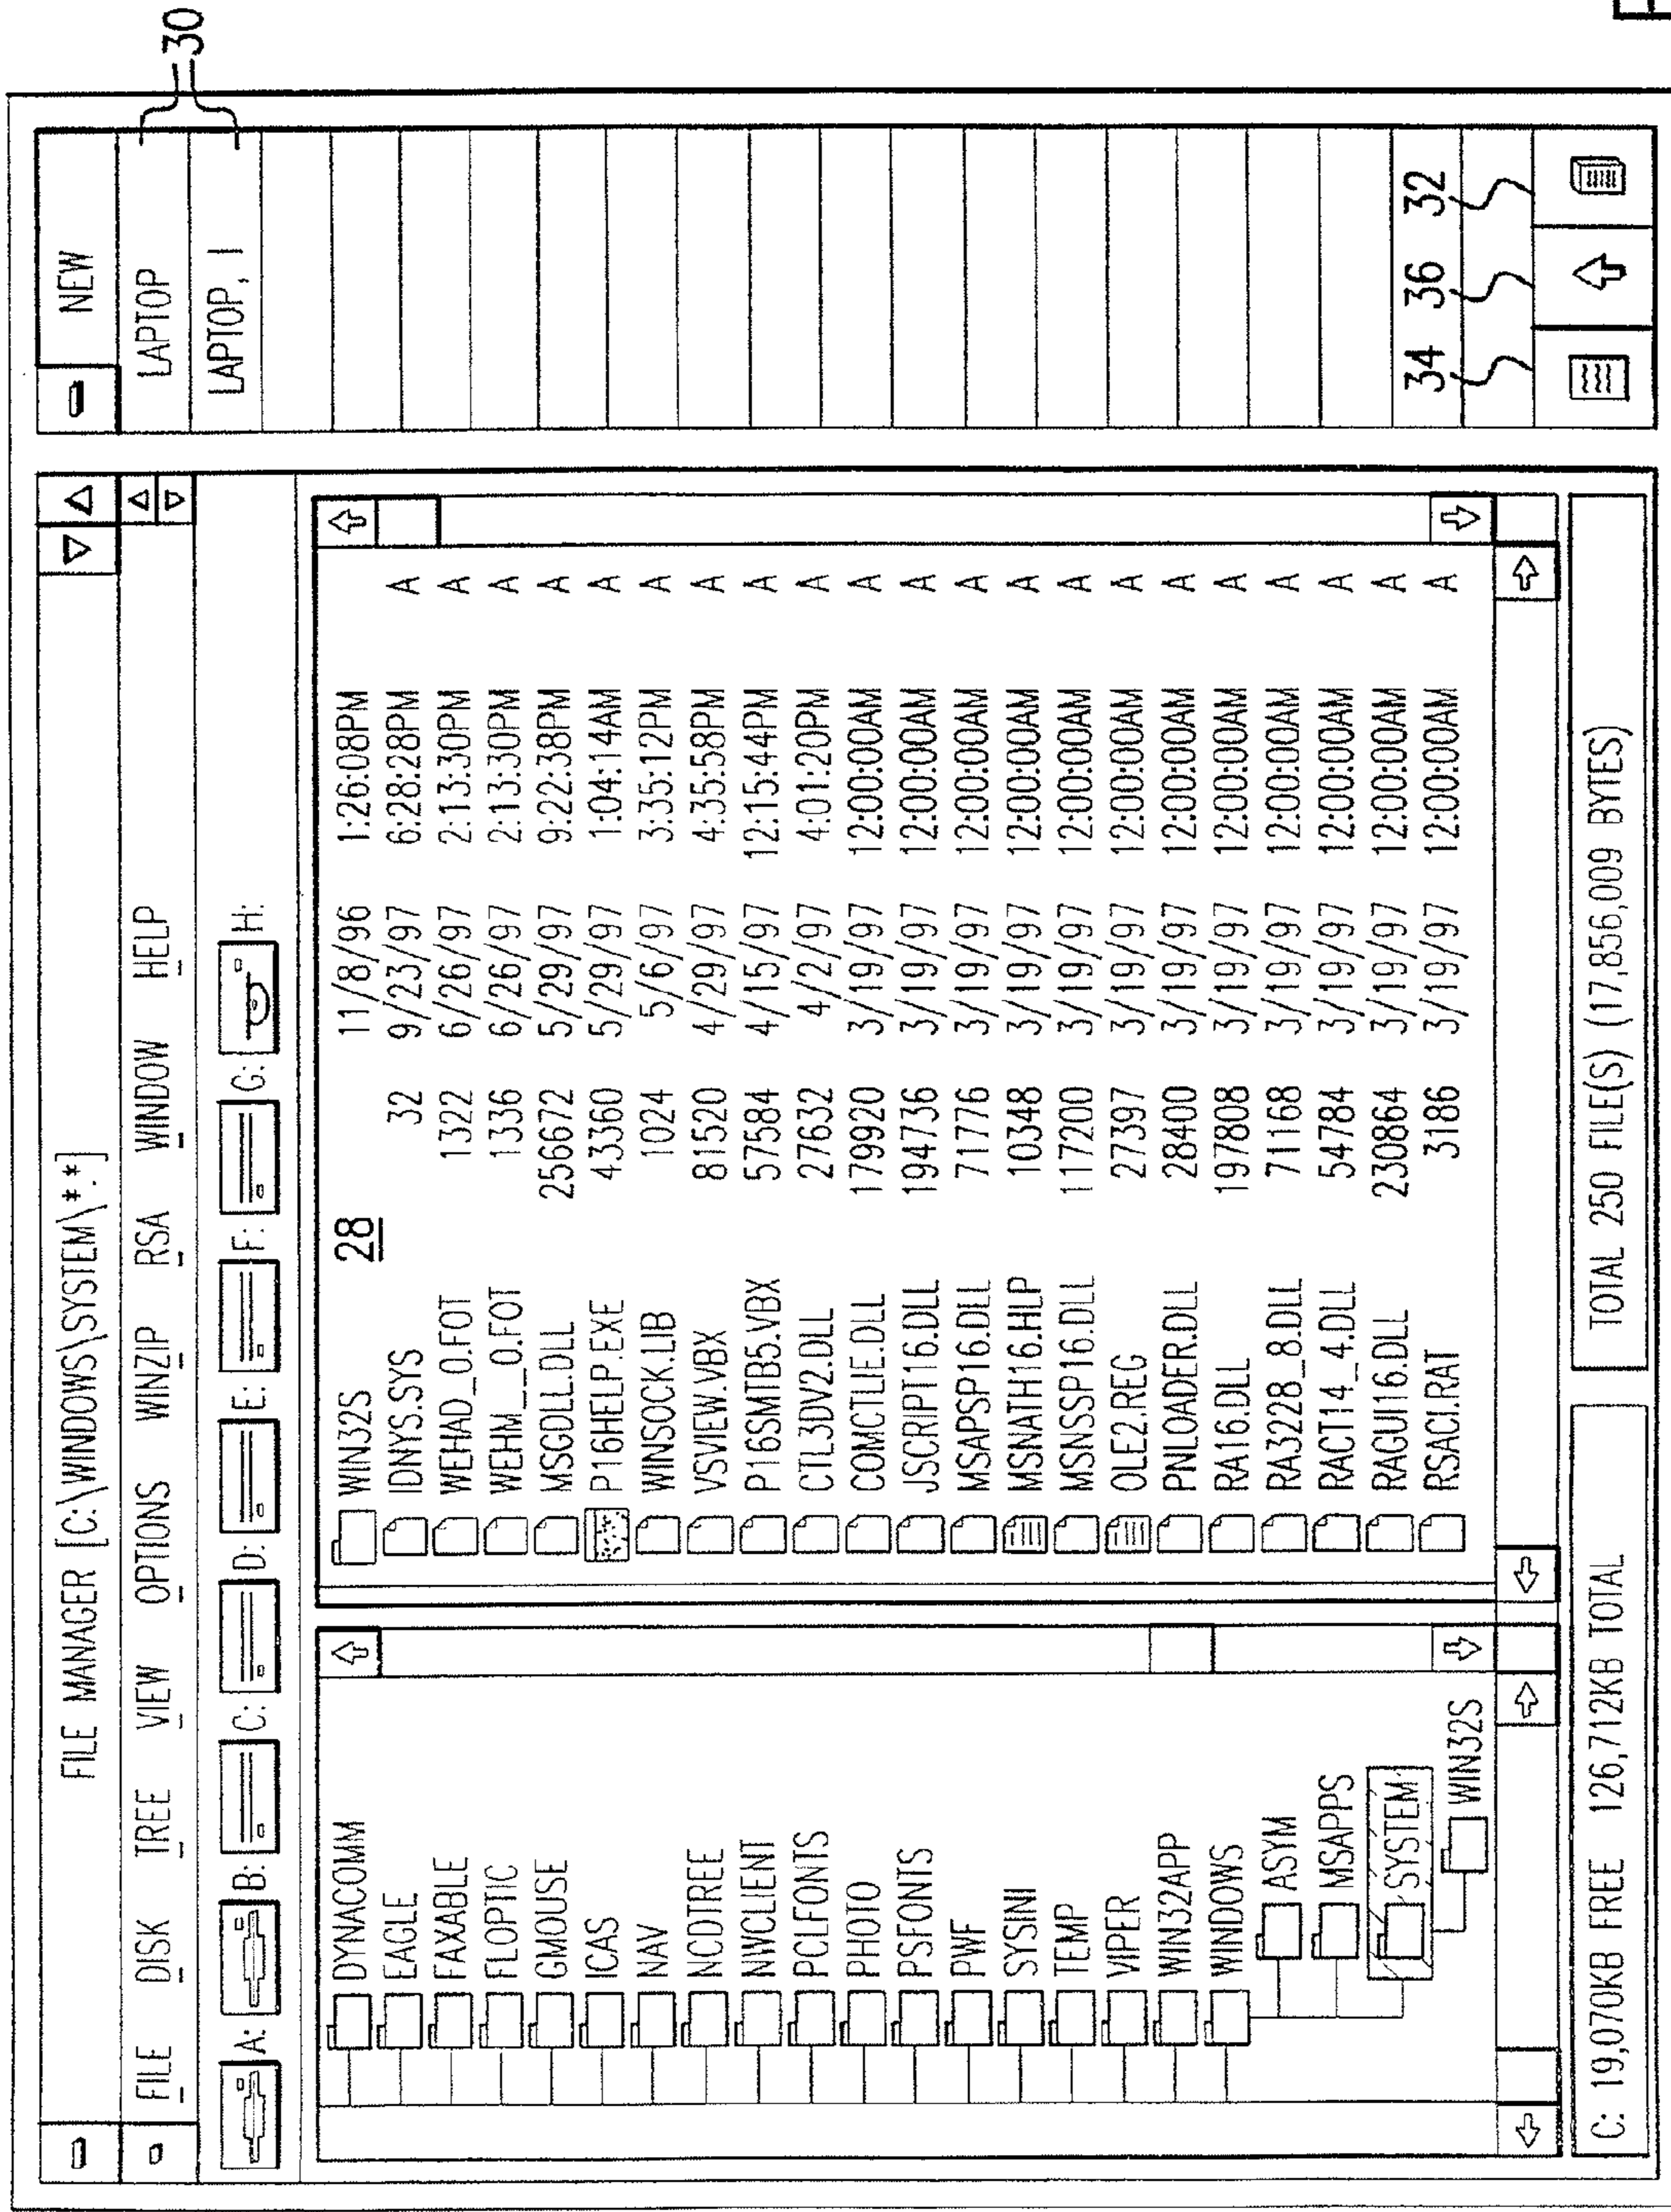 FILE MANAGER [C:\WINDOWS\SYSTEM\*.*]
FILE DISK TREE VIEW OPTIONS WINZIP RSA WINDOW HELP
A: B: C: D: E: F: G: H:
DYNACOMM
EAGLE
FAXABLE
FLOPTIC
GMOUSE
ICAS
NAV
NCDTREE
NWCLIENT
PCLFONTS
PHOTO
PSFONTS
PWF
SYSINI
TEMP
VIPER
WIN32APP
WINDOWS
ASYM
MSAPPS
SYSTEM
WIN32S
28
WIN32S 11/8/96 1:26:08PM
IDNYS.SYS 32 9/23/97 6:28:28PM A
WEHAD_0.FOT 1322 6/26/97 2:13:30PM A
WEHM__0.FOT 1336 6/26/97 2:13:30PM A
MSGDLL.DLL 256672 5/29/97 9:22:38PM A
P16HELP.EXE 43360 5/29/97 1:04:14AM A
WINSOCK.LIB 1024 5/6/97 3:35:12PM A
VSVIEW.VBX 81520 4/29/97 4:35:58PM A
P16SMTB5.VBX 57584 4/15/97 12:15:44PM A
CTL3DV2.DLL 27632 4/2/97 4:01:20PM A
COMCTLIE.DLL 179920 3/19/97 12:00:00AM A
JSCRIPT16.DLL 194736 3/19/97 12:00:00AM A
MSAPSP16.DLL 71776 3/19/97 12:00:00AM A
MSNATH16.HLP 10348 3/19/97 12:00:00AM A
MSNSSP16.DLL 117200 3/19/97 12:00:00AM A
OLE2.REG 27397 3/19/97 12:00:00AM A
PNLOADER.DLL 28400 3/19/97 12:00:00AM A
RA16.DLL 197808 3/19/97 12:00:00AM A
RA3228_8.DLL 71168 3/19/97 12:00:00AM A
RACT14_4.DLL 54784 3/19/97 12:00:00AM A
RAGUI16.DLL 230864 3/19/97 12:00:00AM A
RSACI.RAT 3186 3/19/97 12:00:00AM A
C: 19,070KB FREE 126,712KB TOTAL
TOTAL 250 FILE(S) (17,856,009 BYTES)
NEW
LAPTOP
LAPTOP, I
30
34 36 32